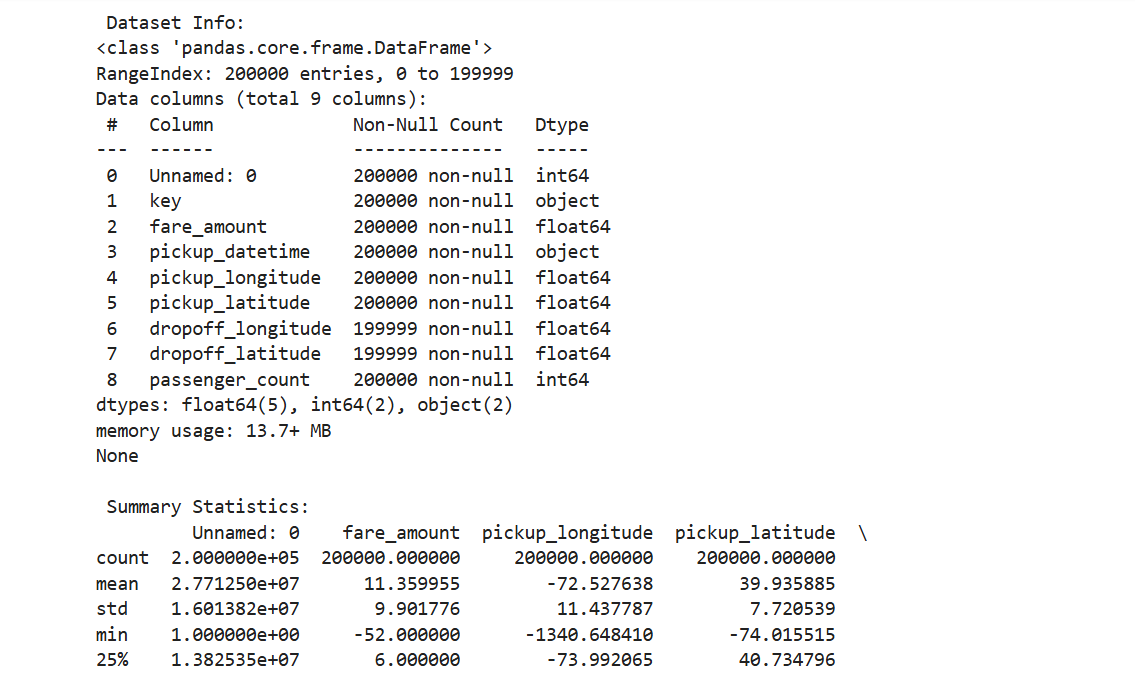 Dataset Info:
<class 'pandas.core.frame.DataFrame'>
RangeIndex: 200000 entries, 0 to 199999
Data columns (total 9 columns):
 #   Column             Non-Null Count   Dtype
---  ------             --------------   -----
 0   Unnamed: 0         200000 non-null  int64
 1   key                200000 non-null  object
 2   fare_amount        200000 non-null  float64
 3   pickup_datetime    200000 non-null  object
 4   pickup_longitude   200000 non-null  float64
 5   pickup_latitude    200000 non-null  float64
 6   dropoff_longitude  199999 non-null  float64
 7   dropoff_latitude   199999 non-null  float64
 8   passenger_count    200000 non-null  int64
dtypes: float64(5), int64(2), object(2)
memory usage: 13.7+ MB
None
Summary Statistics:
         Unnamed: 0    fare_amount  pickup_longitude  pickup_latitude  \
count  2.000000e+05  200000.000000     200000.000000    200000.000000
mean   2.771250e+07      11.359955        -72.527638        39.935885
std    1.601382e+07       9.901776         11.437787         7.720539
min    1.000000e+00     -52.000000      -1340.648410       -74.015515
25%    1.382535e+07       6.000000        -73.992065        40.734796